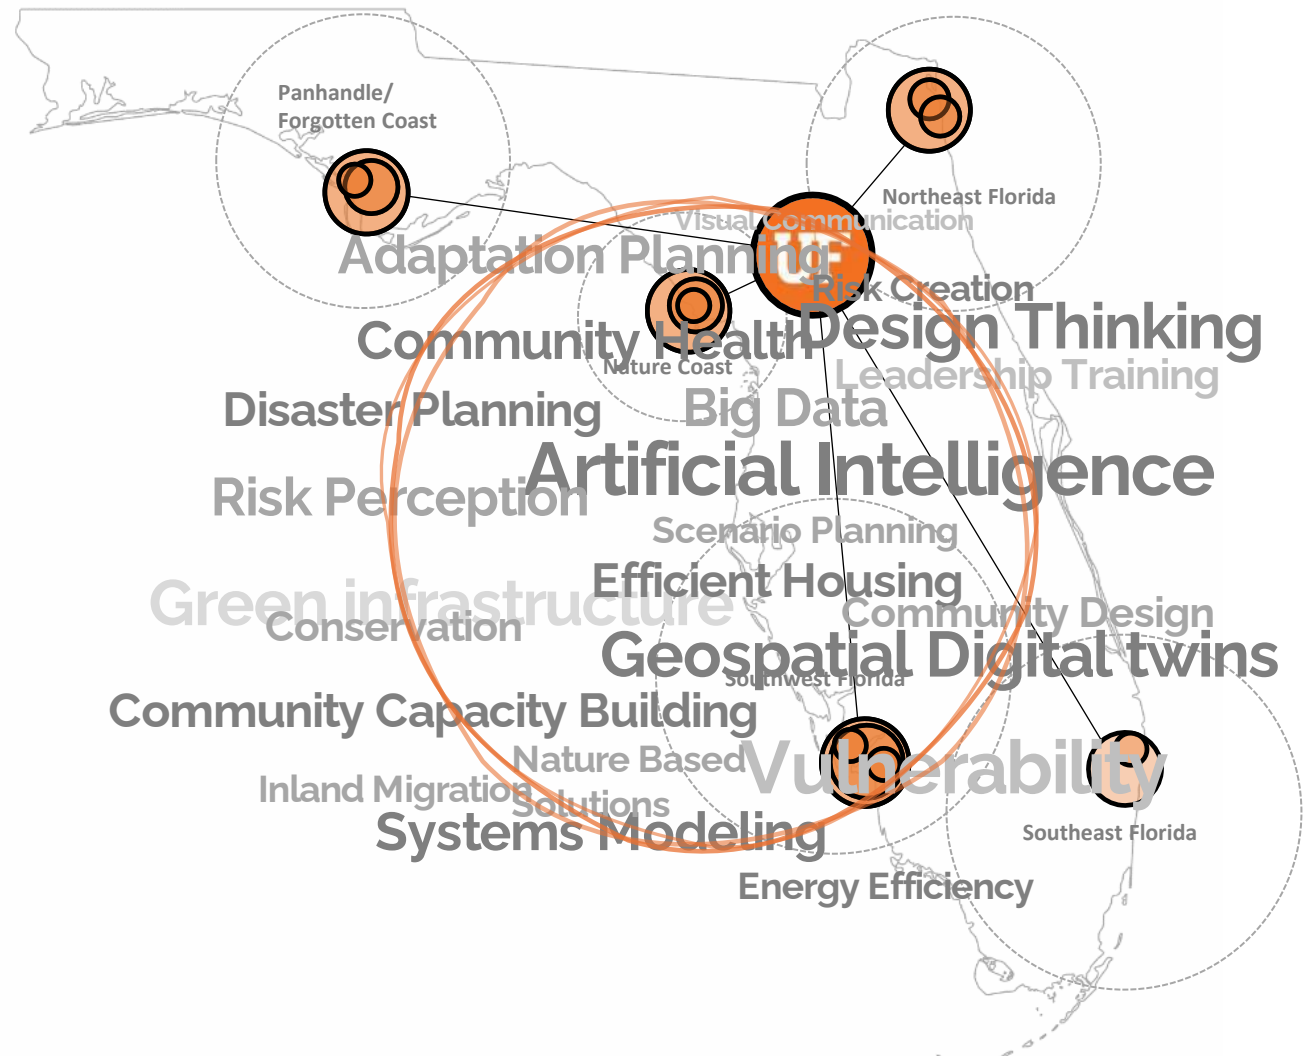 Panhandle/
Forgotten Coast
Northeast Florida
Visual Communication
UF
Adaptation Planning
Risk Creation
Design Thinking
Community Health
Nature Coast
Leadership Training
Disaster Planning
Big Data
Artificial Intelligence
Risk Perception
Scenario Planning
Efficient Housing
Green infrastructure
Community Design
Conservation
Geospatial Digital twins
Southwest Florida
Community Capacity Building
Nature Based
Vulnerability
Inland Migration
Solutions
Systems Modeling
Southeast Florida
Energy Efficiency